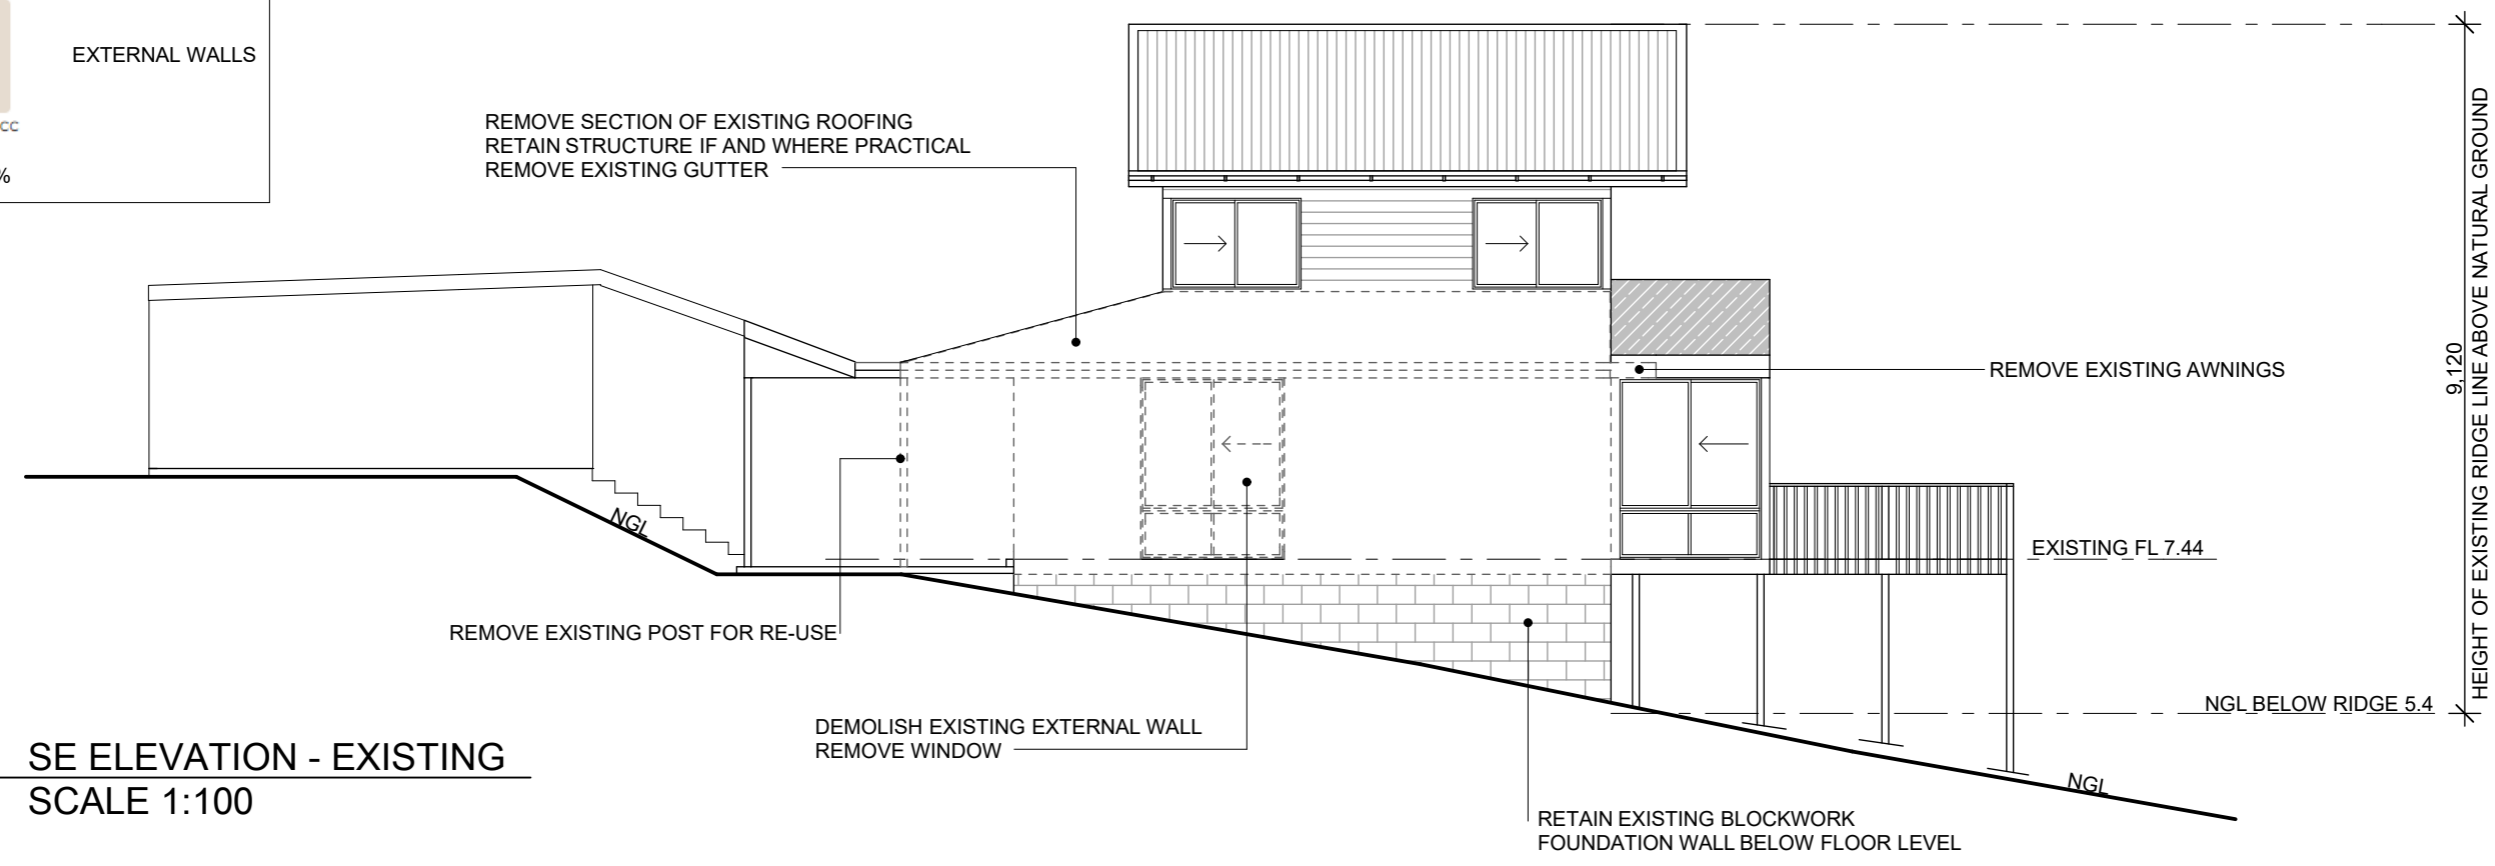 EXTERNAL WALLS
CC
%
REMOVE SECTION OF EXISTING ROOFING
RETAIN STRUCTURE IF AND WHERE PRACTICAL
REMOVE EXISTING GUTTER
REMOVE EXISTING AWNINGS
9,120
HEIGHT OF EXISTING RIDGE LINE ABOVE NATURAL GROUND
NGL
EXISTING FL 7.44
REMOVE EXISTING POST FOR RE-USE
NGL BELOW RIDGE 5.4
DEMOLISH EXISTING EXTERNAL WALL
REMOVE WINDOW
NGL
RETAIN EXISTING BLOCKWORK
FOUNDATION WALL BELOW FLOOR LEVEL
SE ELEVATION - EXISTING
SCALE 1:100